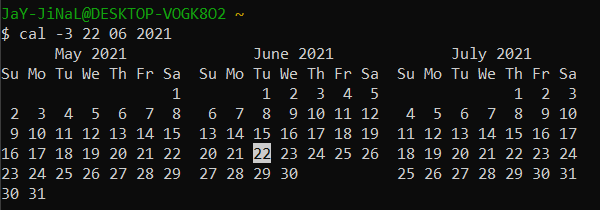 JaY-JiNaL@DESKTOP-VOGK8O2 ~
$ cal -3 22 06 2021
      May 2021              June 2021             July 2021
Su Mo Tu We Th Fr Sa  Su Mo Tu We Th Fr Sa  Su Mo Tu We Th Fr Sa
                   1         1  2  3  4  5               1  2  3
 2  3  4  5  6  7  8   6  7  8  9 10 11 12   4  5  6  7  8  9 10
 9 10 11 12 13 14 15  13 14 15 16 17 18 19  11 12 13 14 15 16 17
16 17 18 19 20 21 22  20 21 22 23 24 25 26  18 19 20 21 22 23 24
23 24 25 26 27 28 29  27 28 29 30           25 26 27 28 29 30 31
30 31